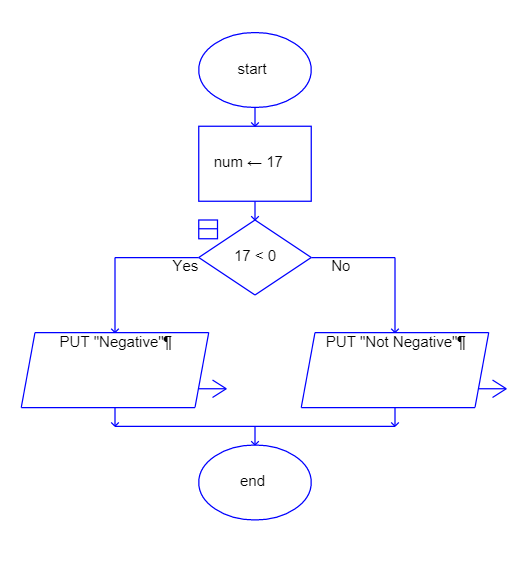 start
num ← 17
17 < 0
Yes
No
PUT "Negative"¶
PUT "Not Negative"¶
end